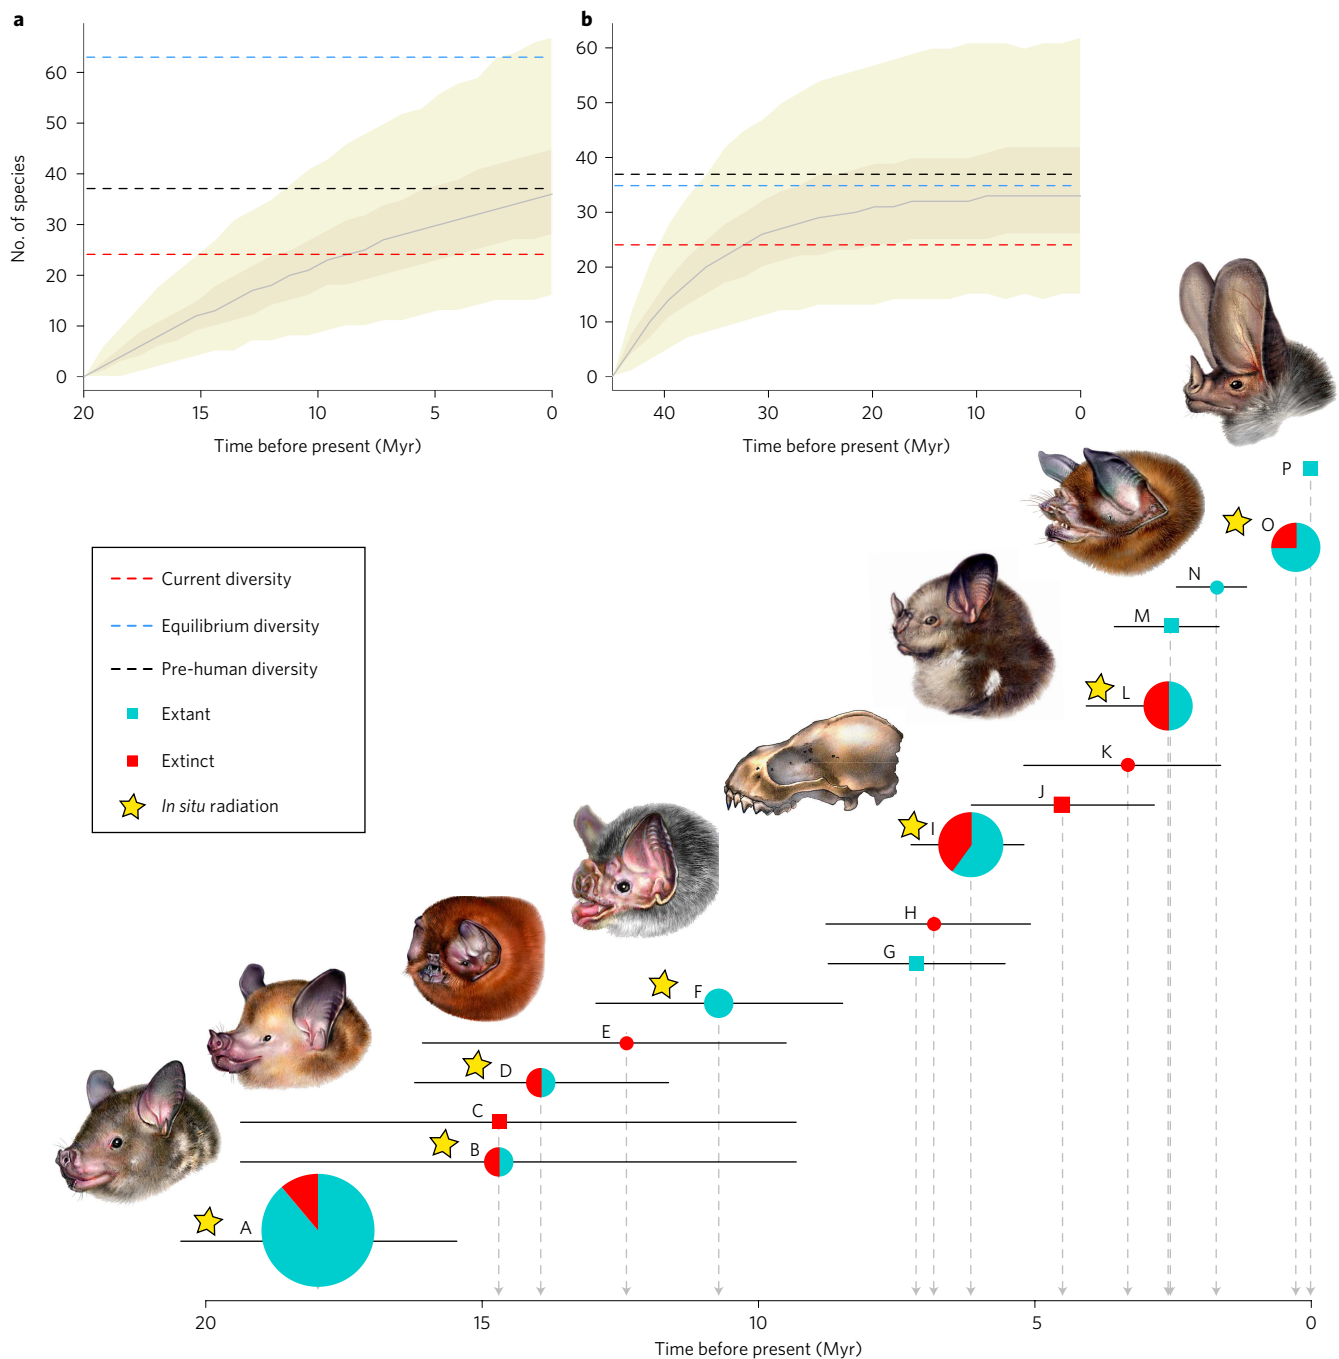 a
b
No. of species
60
50
40
30
20
10
0
20
15
10
5
0
Time before present (Myr)
60
50
40
30
20
10
0
40
30
20
10
0
Time before present (Myr)
Current diversity
Equilibrium diversity
Pre-human diversity
Extant
Extinct
In situ radiation
P
O
N
M
L
K
J
I
H
G
F
E
D
C
B
A
20
15
10
5
0
Time before present (Myr)